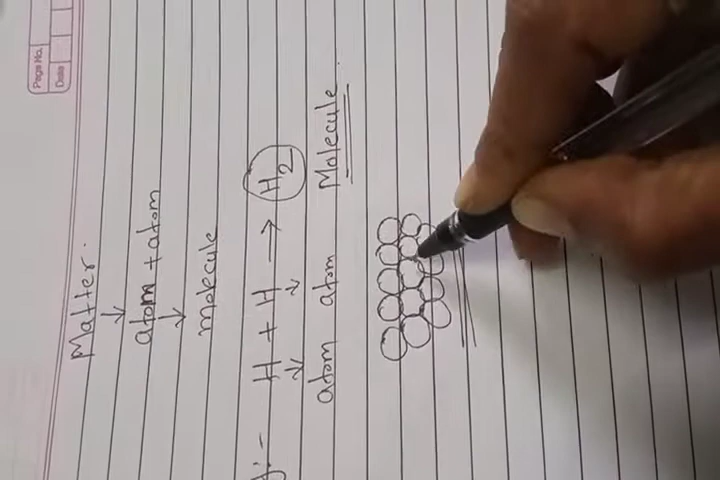 Page No.
Date
Matter.
↓
atom + atom
↓
molecule
:- H + H → H2
↓ ↓
atom atom Molecule.